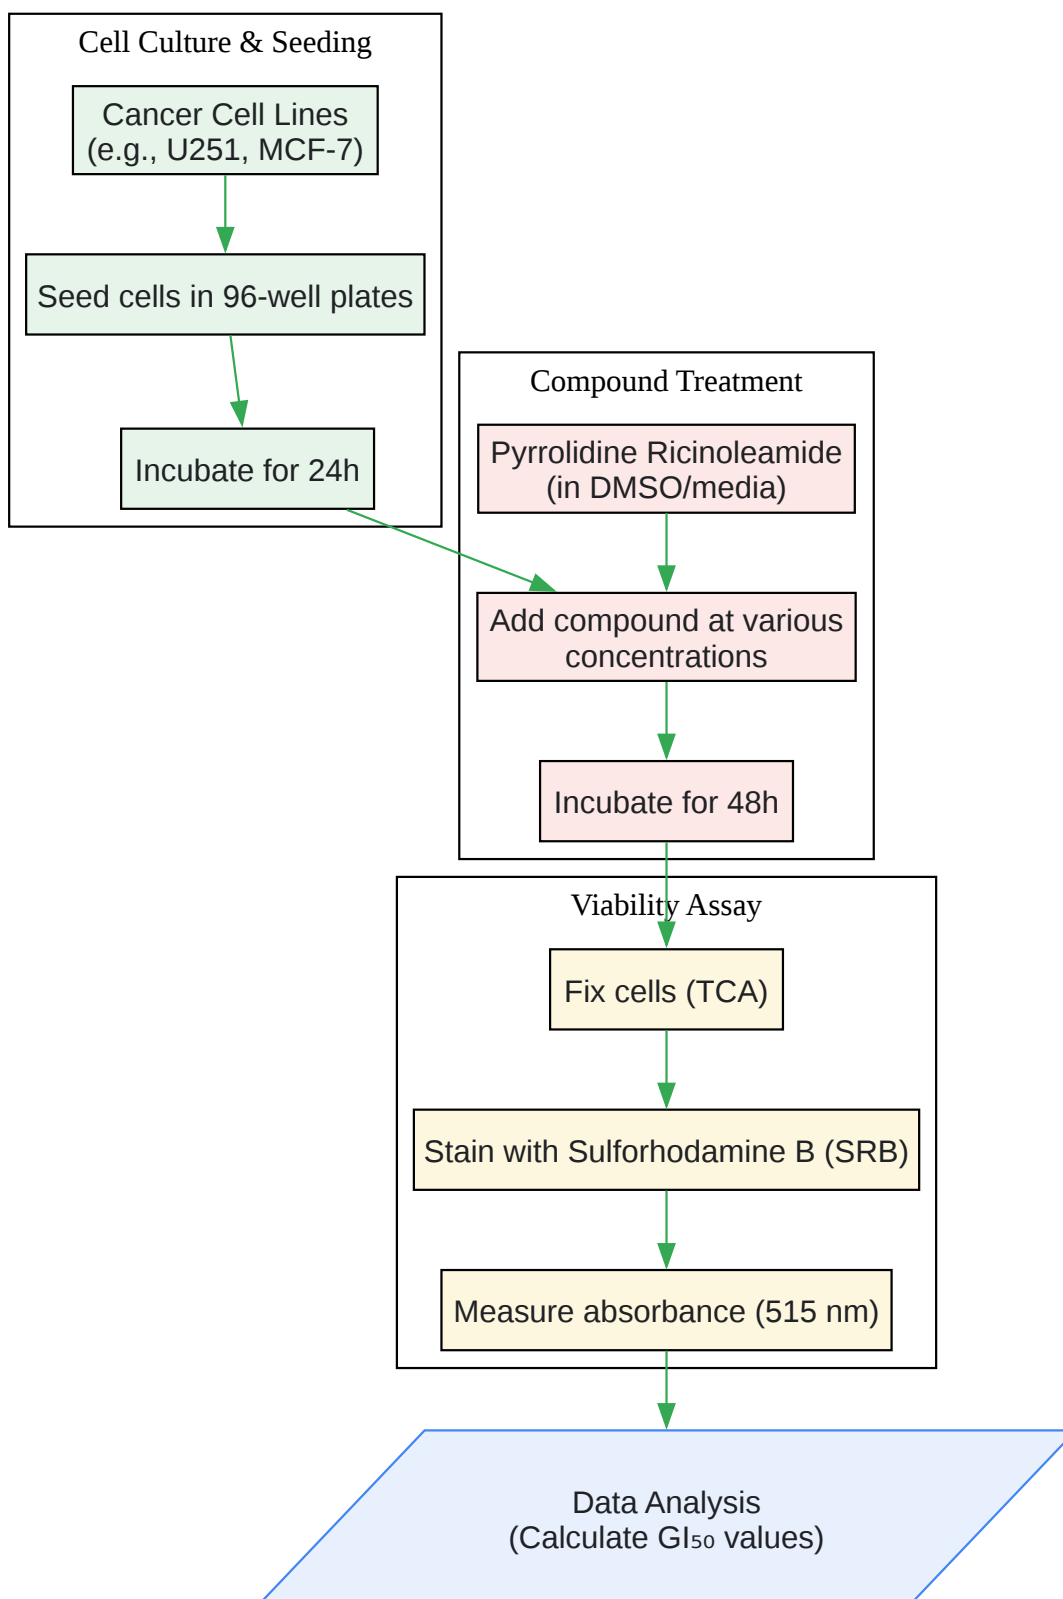 Cell Culture & Seeding
Cancer Cell Lines
(e.g., U251, MCF-7)
Seed cells in 96-well plates
Incubate for 24h
Compound Treatment
Pyrrolidine Ricinoleamide
(in DMSO/media)
Add compound at various
concentrations
Incubate for 48h
Viability Assay
Fix cells (TCA)
Stain with Sulforhodamine B (SRB)
Measure absorbance (515 nm)
Data Analysis
(Calculate GI₅₀ values)